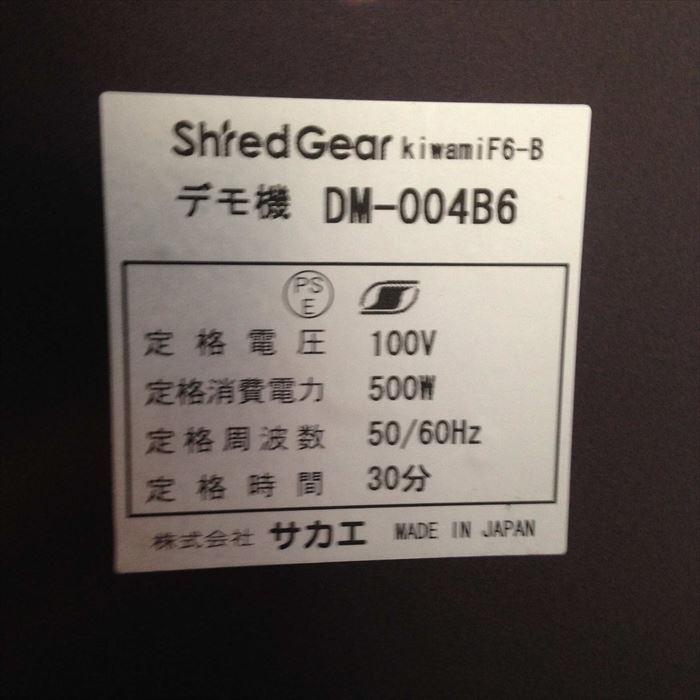 ShredGear kiwamiF6-B
デモ機 DM-004B6
PS
E
定格電圧 100V
定格消費電力 500W
定格周波数 50/60Hz
定格時間 30分
株式会社 サカエ MADE IN JAPAN